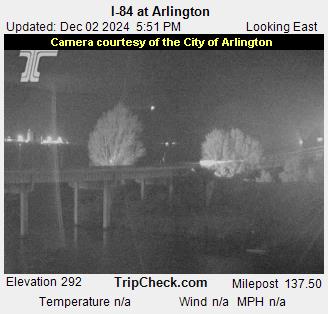 I-84 at Arlington
Updated: Dec 02 2024 5:51 PM Looking East
Camera courtesy of the City of Arlington
Elevation 292 TripCheck.com Milepost 137.50
Temperature n/a Wind n/a MPH n/a